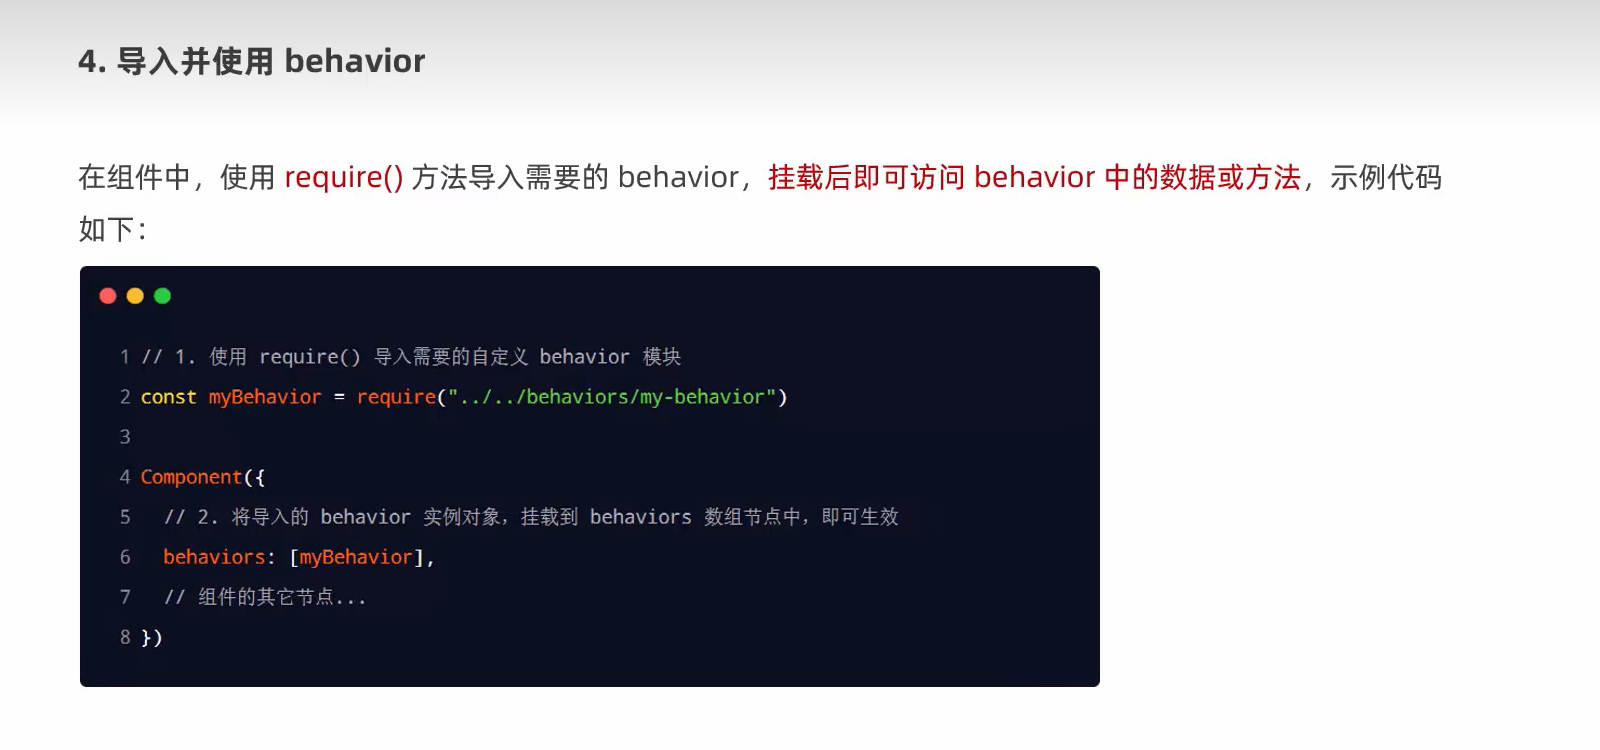 4. 导入并使用 behavior
在组件中，使用 require() 方法导入需要的 behavior，挂载后即可访问 behavior 中的数据或方法，示例代码
如下：
1 // 1. 使用 require() 导入需要的自定义 behavior 模块
2 const myBehavior = require("../../behaviors/my-behavior")
3
4 Component({
5   // 2. 将导入的 behavior 实例对象，挂载到 behaviors 数组节点中，即可生效
6   behaviors: [myBehavior],
7   // 组件的其它节点...
8 })